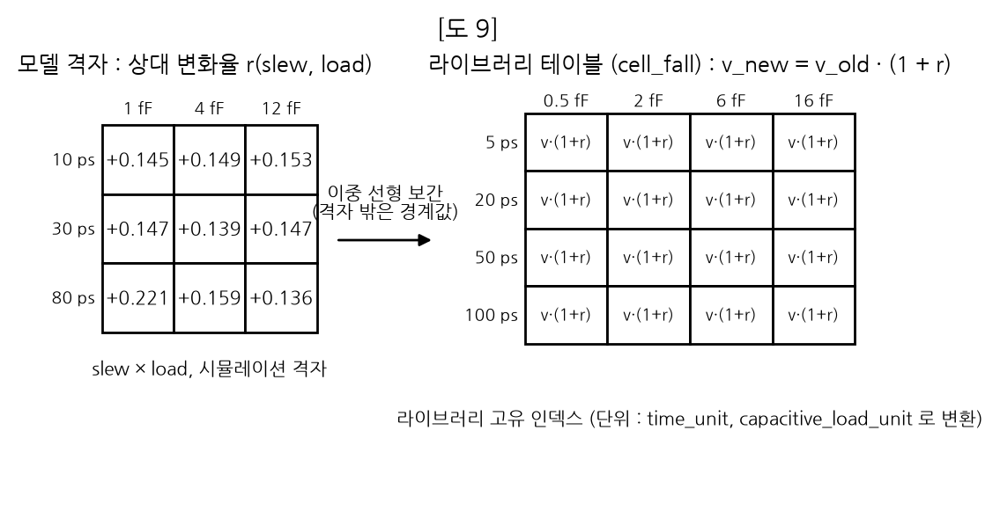 [도 9]
모델 격자 : 상대 변화율 r(slew, load)
라이브러리 테이블 (cell_fall) : v_new = v_old · (1 + r)
1 fF 4 fF 12 fF
10 ps +0.145 +0.149 +0.153
30 ps +0.147 +0.139 +0.147
80 ps +0.221 +0.159 +0.136
slew × load, 시뮬레이션 격자
이중 선형 보간
(격자 밖은 경계값)
0.5 fF 2 fF 6 fF 16 fF
5 ps v·(1+r) v·(1+r) v·(1+r) v·(1+r)
20 ps v·(1+r) v·(1+r) v·(1+r) v·(1+r)
50 ps v·(1+r) v·(1+r) v·(1+r) v·(1+r)
100 ps v·(1+r) v·(1+r) v·(1+r) v·(1+r)
라이브러리 고유 인덱스 (단위 : time_unit, capacitive_load_unit 로 변환)